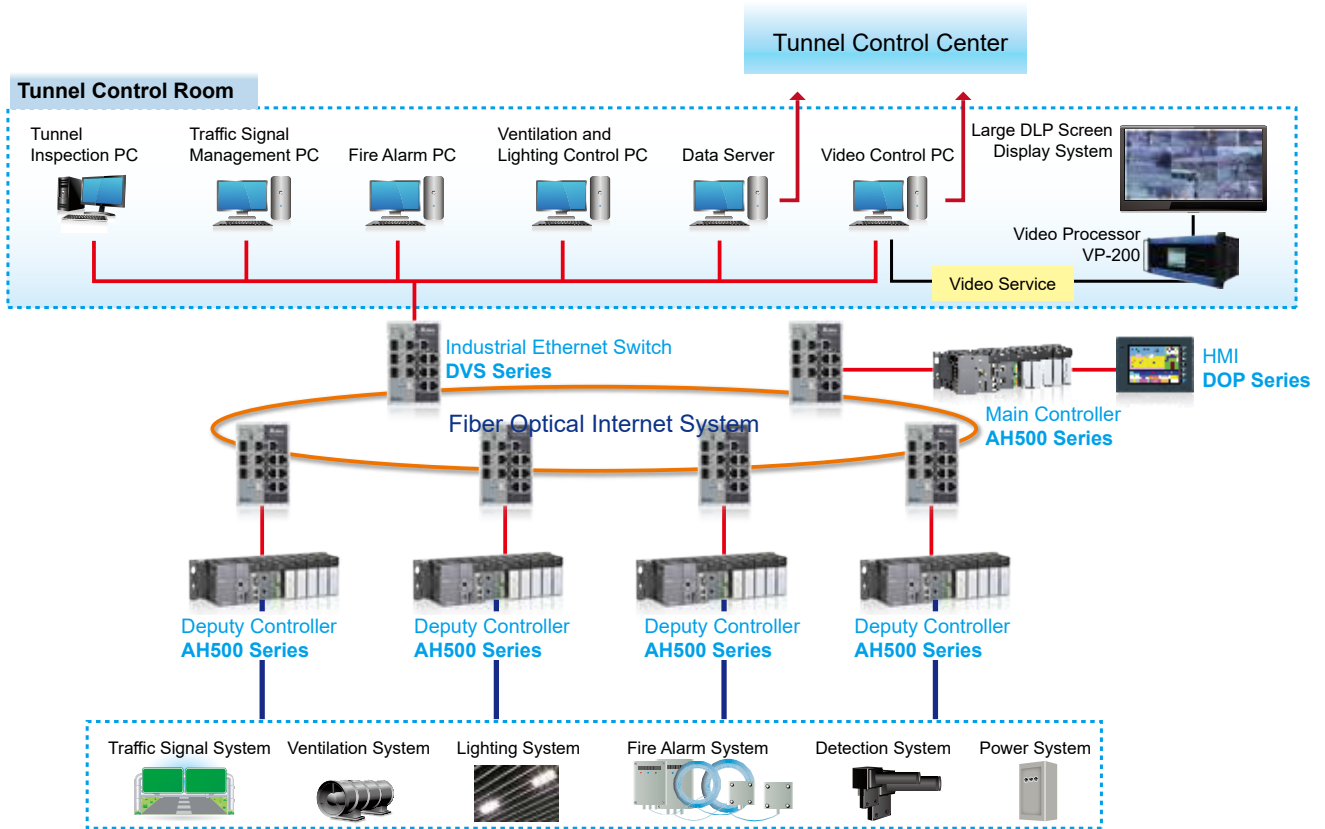 Tunnel Control Center
Tunnel Control Room
Tunnel
Inspection PC
Traffic Signal
Management PC
Fire Alarm PC
Ventilation and
Lighting Control PC
Data Server
Video Control PC
Large DLP Screen
Display System
Video Processor
VP-200
Video Service
Industrial Ethernet Switch
DVS Series
HMI
DOP Series
Main Controller
AH500 Series
Fiber Optical Internet System
Deputy Controller
AH500 Series
Deputy Controller
AH500 Series
Deputy Controller
AH500 Series
Deputy Controller
AH500 Series
Traffic Signal System
Ventilation System
Lighting System
Fire Alarm System
Detection System
Power System